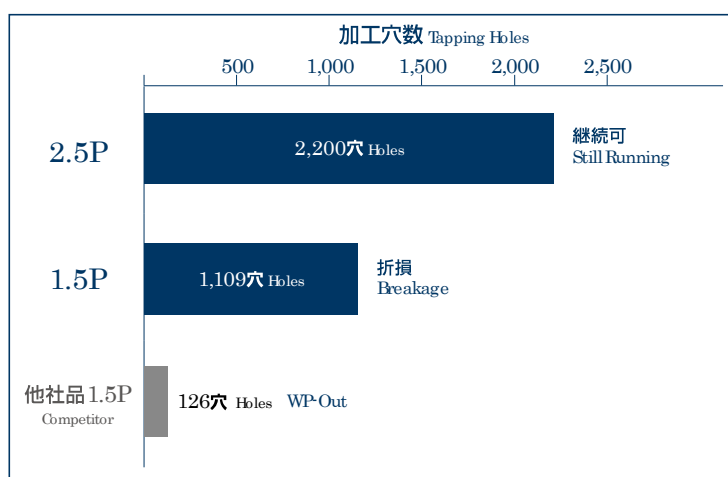 加工穴数 Tapping Holes
500 1,000 1,500 2,000 2,500
2.5P
2,200穴 Holes
継続可
Still Running
1.5P
1,109穴 Holes
折損
Breakage
他社品 1.5P
Competitor
126穴 Holes
WP-Out